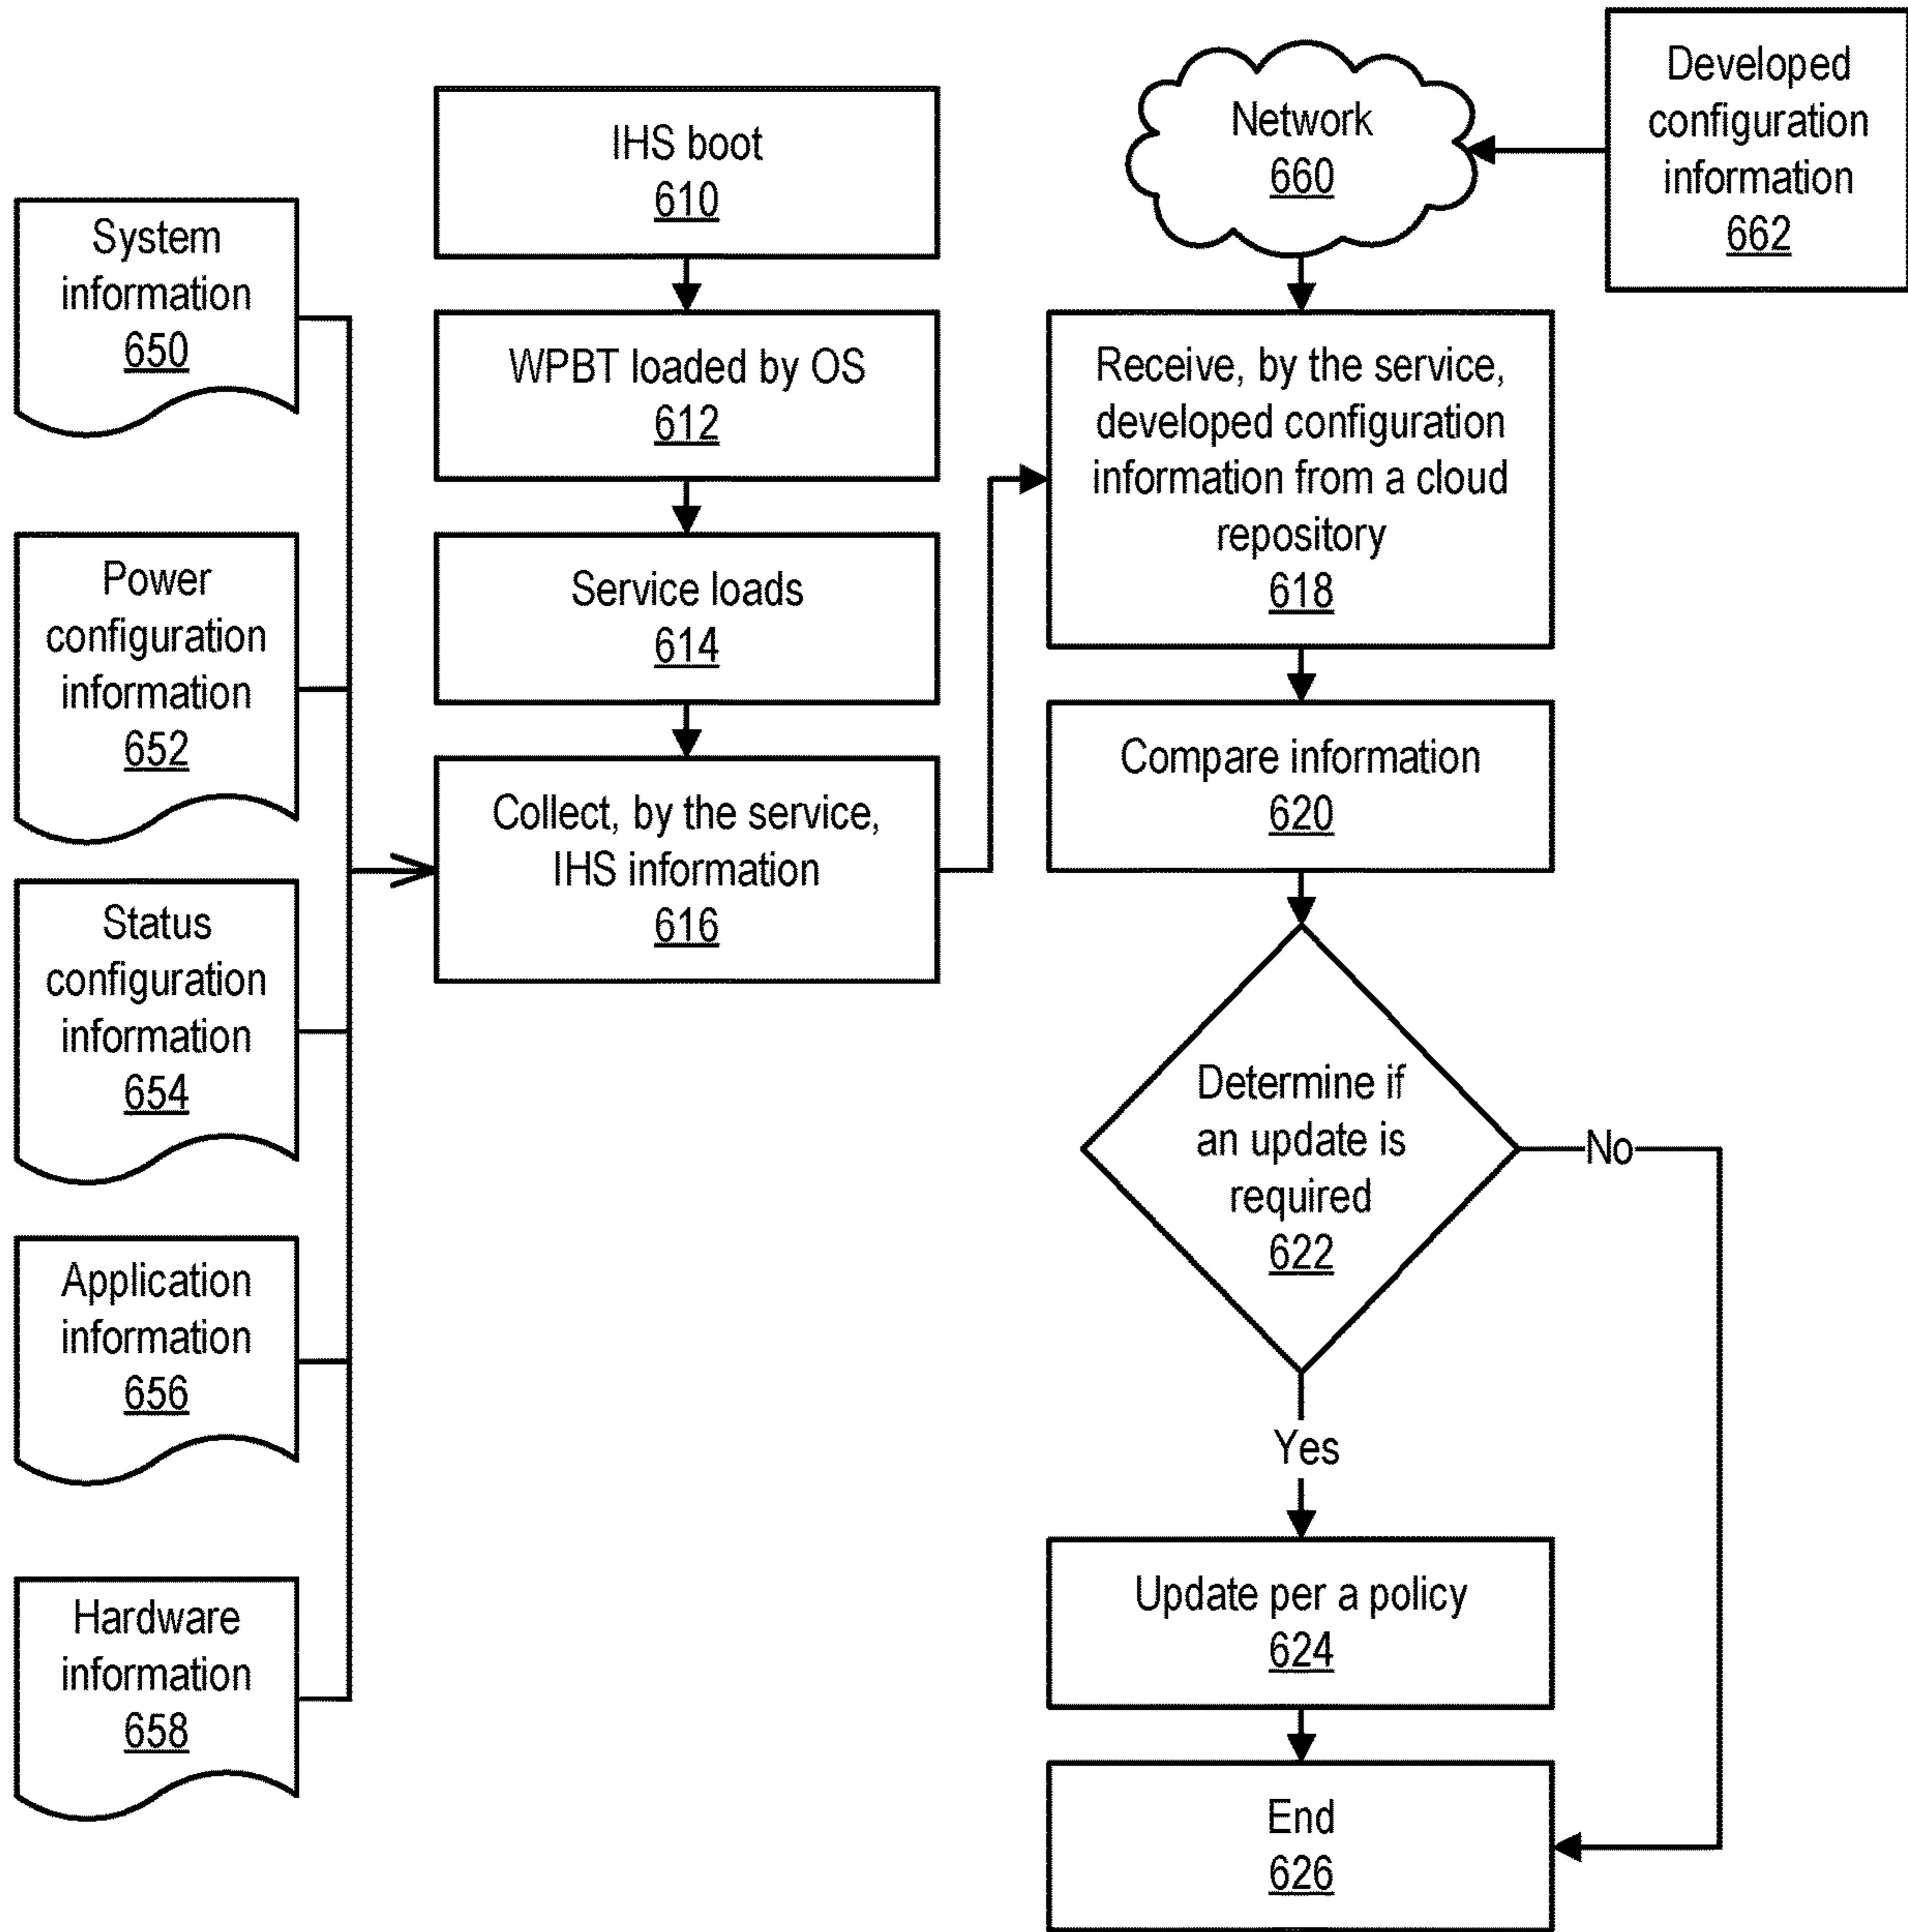 System
information
650
Power
configuration
information
652
Status
configuration
information
654
Application
information
656
Hardware
information
658
IHS boot
610
WPBT loaded by OS
612
Service loads
614
Collect, by the service,
IHS information
616
Network
660
Developed
configuration
information
662
Receive, by the service,
developed configuration
information from a cloud
repository
618
Compare information
620
Determine if
an update is
required
622
No
Yes
Update per a policy
624
End
626